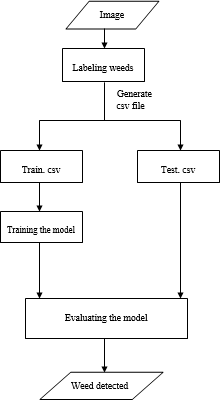 Image
Labeling weeds
Generate
csv file
Train. csv
Test. csv
Training the model
Evaluating the model
Weed detected